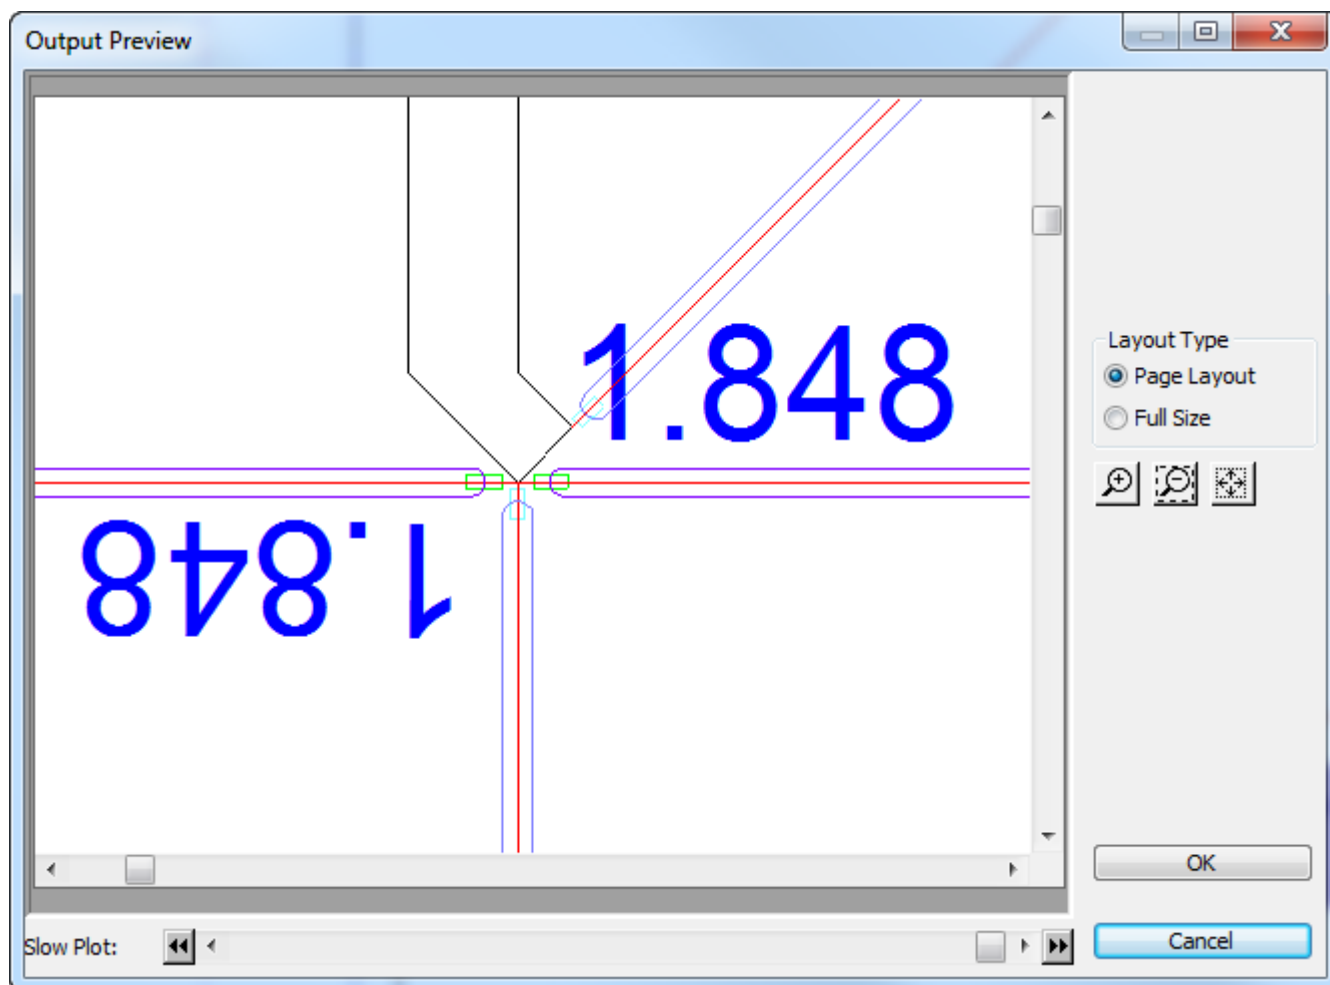 Output Preview
1.848
Layout Type
Page Layout
Full Size
1.848
OK
Slow Plot:
Cancel